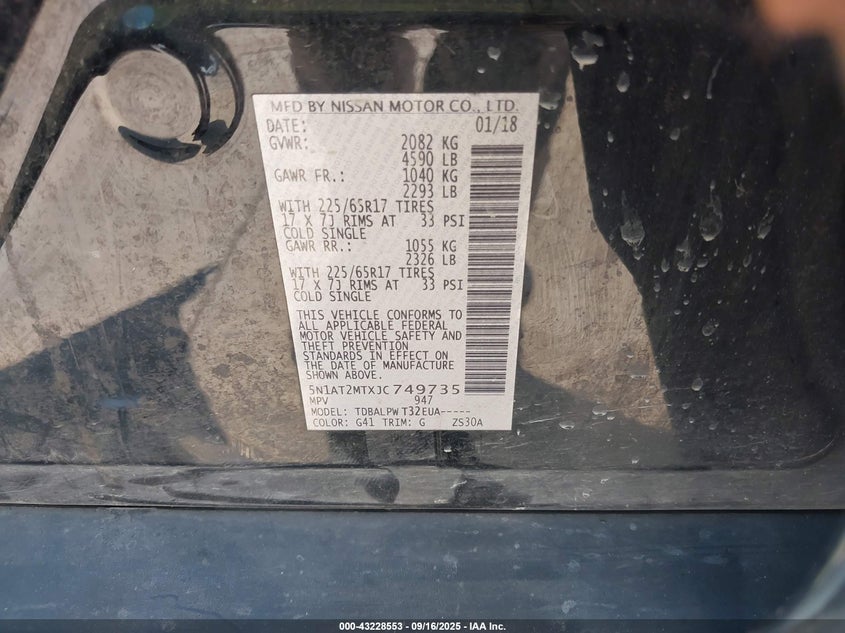 MFD BY NISSAN MOTOR CO., LTD.
DATE: 01/18
GVWR: 2082 KG
4590 LB
GAWR FR.: 1040 KG
2293 LB
WITH 225/65R17 TIRES
17 X 7J RIMS AT 33 PSI
COLD SINGLE
GAWR RR.: 1055 KG
2326 LB
WITH 225/65R17 TIRES
17 X 7J RIMS AT 33 PSI
COLD SINGLE
THIS VEHICLE CONFORMS TO
ALL APPLICABLE FEDERAL
MOTOR VEHICLE SAFETY AND
THEFT PREVENTION
STANDARDS IN EFFECT ON
THE DATE OF MANUFACTURE
SHOWN ABOVE.
5N1AT2MTXJC749735
MPV 947
MODEL: TDBALPW T32EUA-----
COLOR: G41 TRIM: G ZS30A
000-43228553 - 09/16/2025 - IAA Inc.